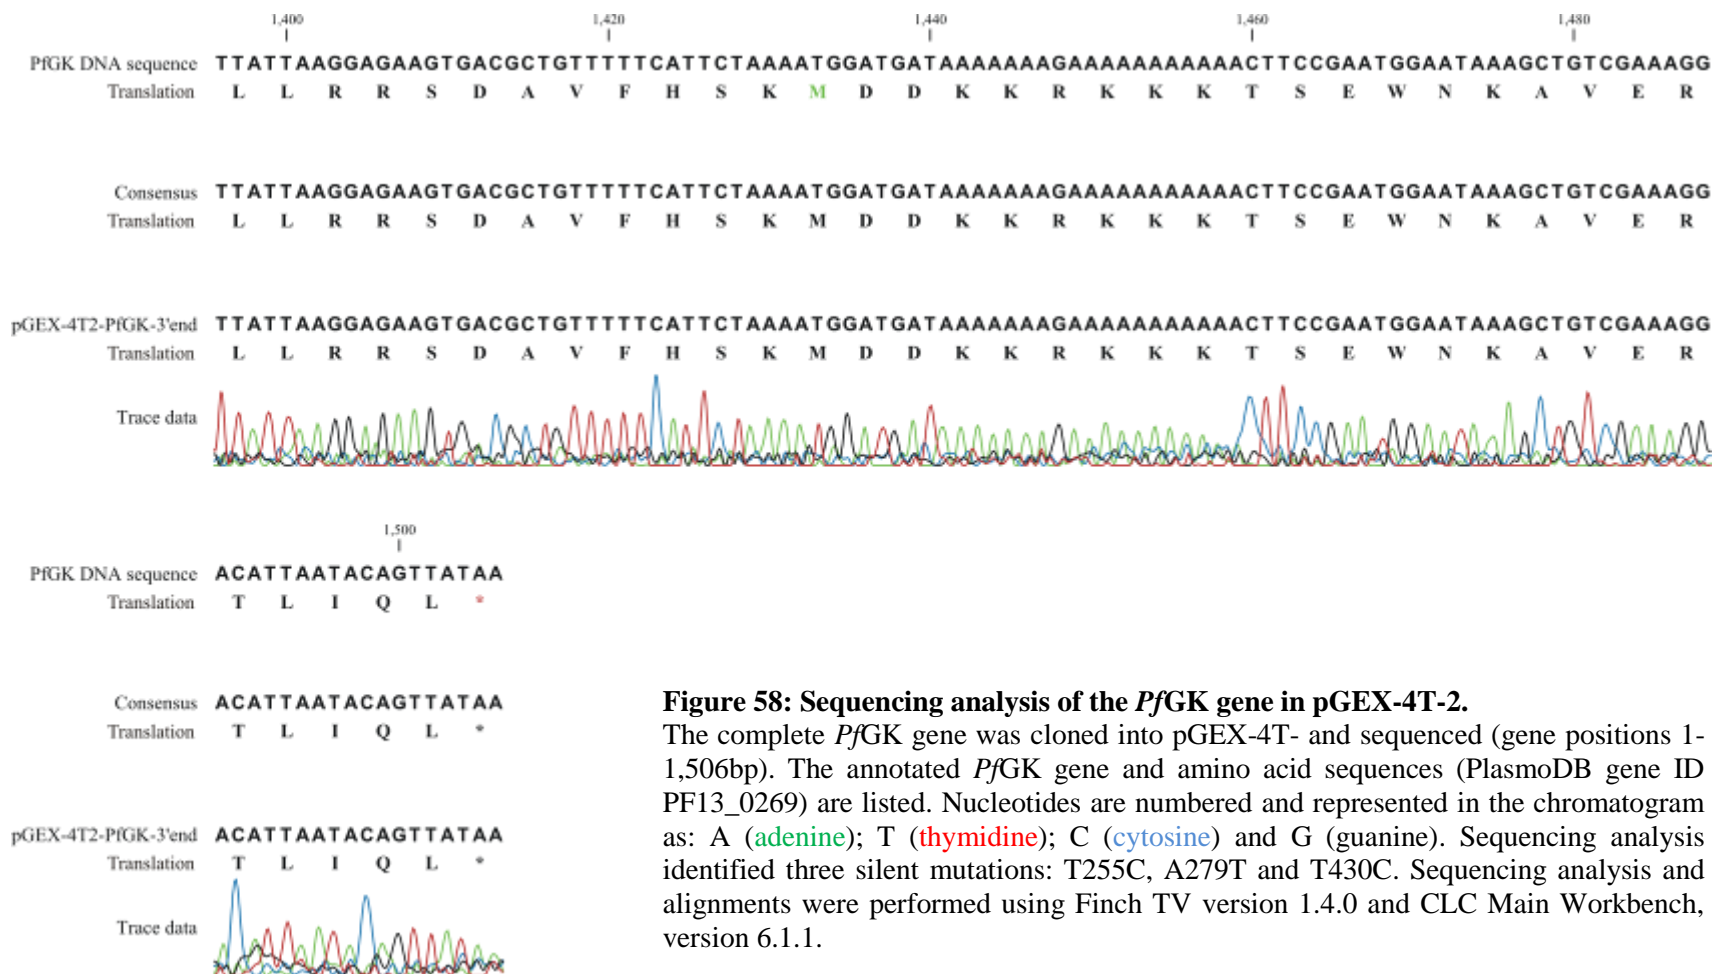 1,400 1,420 1,440 1,460 1,480
PfGK DNA sequence TTATTAAGGAGAAGTGACGCTGTTTTTCATTCTAAAATGGATGATAAAAAAAGAAAAAAAAAAACTTCCGAATGGAATAAAGCTGTCGAAAGG
Translation L L R R S D A V F H S K M D D K K R K K K T S E W N K A V E R
Consensus TTATTAAGGAGAAGTGACGCTGTTTTTCATTCTAAAATGGATGATAAAAAAAGAAAAAAAAAAACTTCCGAATGGAATAAAGCTGTCGAAAGG
Translation L L R R S D A V F H S K M D D K K R K K K T S E W N K A V E R
pGEX-4T2-PfGK-3'end TTATTAAGGAGAAGTGACGCTGTTTTTCATTCTAAAATGGATGATAAAAAAAGAAAAAAAAAAACTTCCGAATGGAATAAAGCTGTCGAAAGG
Translation L L R R S D A V F H S K M D D K K R K K K T S E W N K A V E R
Trace data
1,500
PfGK DNA sequence ACATTAATACAGTTATAA
Translation T L I Q L *
Consensus ACATTAATACAGTTATAA
Translation T L I Q L *
pGEX-4T2-PfGK-3'end ACATTAATACAGTTATAA
Translation T L I Q L *
Trace data
Figure 58: Sequencing analysis of the PfGK gene in pGEX-4T-2.
The complete PfGK gene was cloned into pGEX-4T- and sequenced (gene positions 1-
1,506bp). The annotated PfGK gene and amino acid sequences (PlasmoDB gene ID
PF13_0269) are listed. Nucleotides are numbered and represented in the chromatogram
as: A (adenine); T (thymidine); C (cytosine) and G (guanine). Sequencing analysis
identified three silent mutations: T255C, A279T and T430C. Sequencing analysis and
alignments were performed using Finch TV version 1.4.0 and CLC Main Workbench,
version 6.1.1.